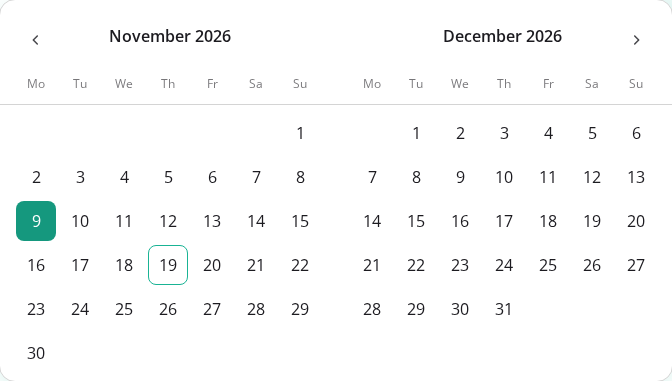 November 2026
Mo Tu We Th Fr Sa Su
1
2 3 4 5 6 7 8
9 10 11 12 13 14 15
16 17 18 19 20 21 22
23 24 25 26 27 28 29
30
December 2026
Mo Tu We Th Fr Sa Su
1 2 3 4 5 6
7 8 9 10 11 12 13
14 15 16 17 18 19 20
21 22 23 24 25 26 27
28 29 30 31